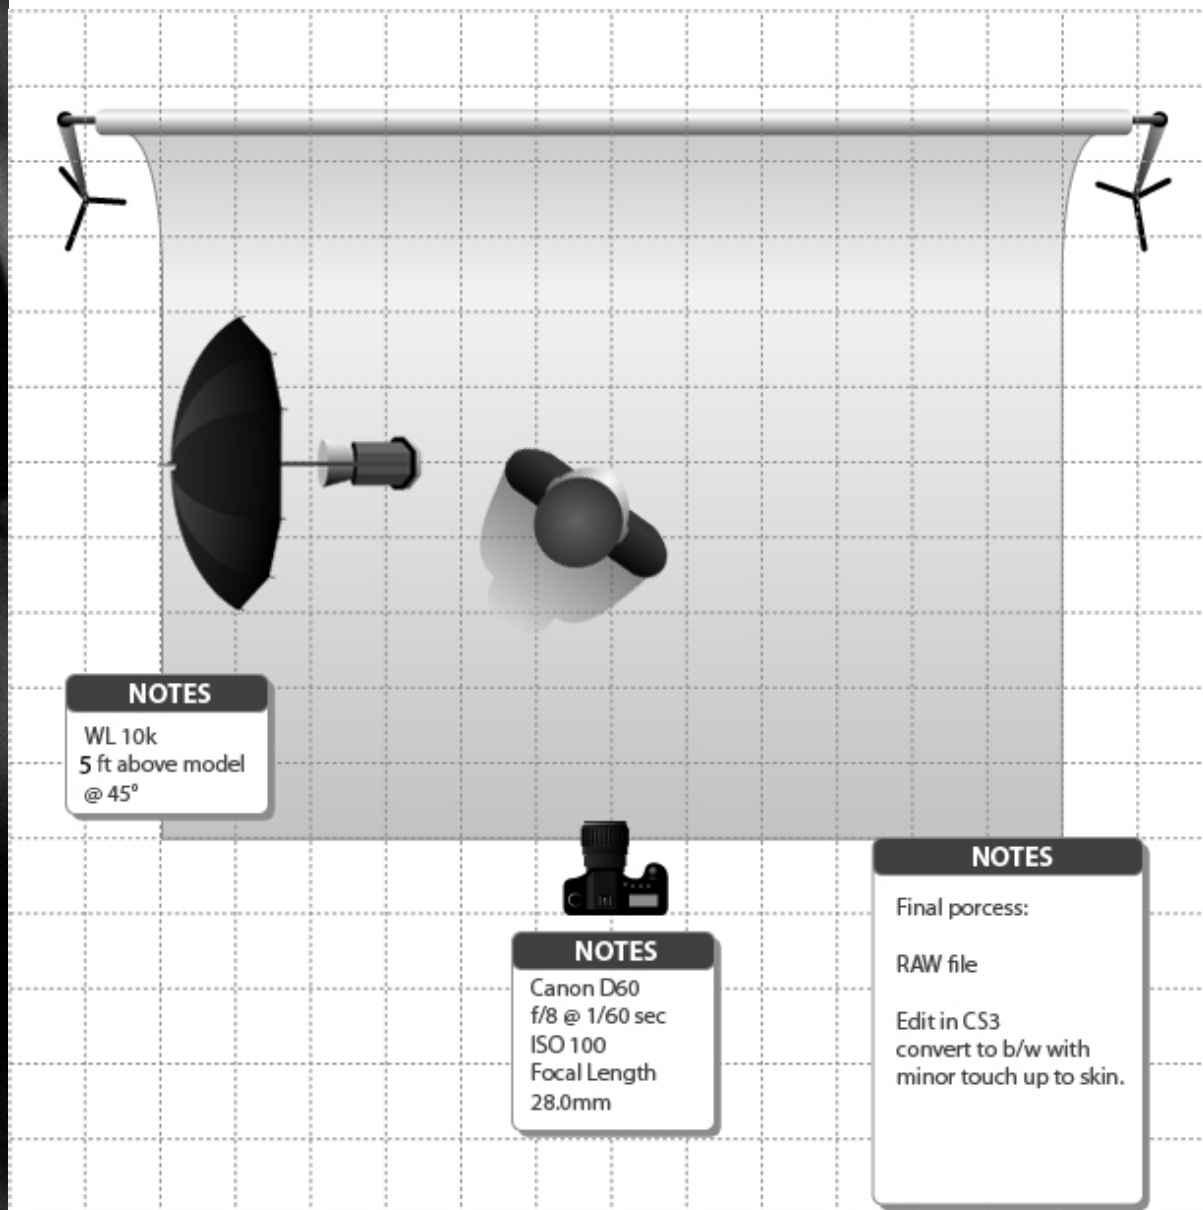 NOTES
WL 10k
5 ft above model
@ 45°
NOTES
Canon D60
f/8 @ 1/60 sec
ISO 100
Focal Length
28.0mm
NOTES
Final porcess:
RAW file
Edit in CS3
convert to b/w with
minor touch up to skin.